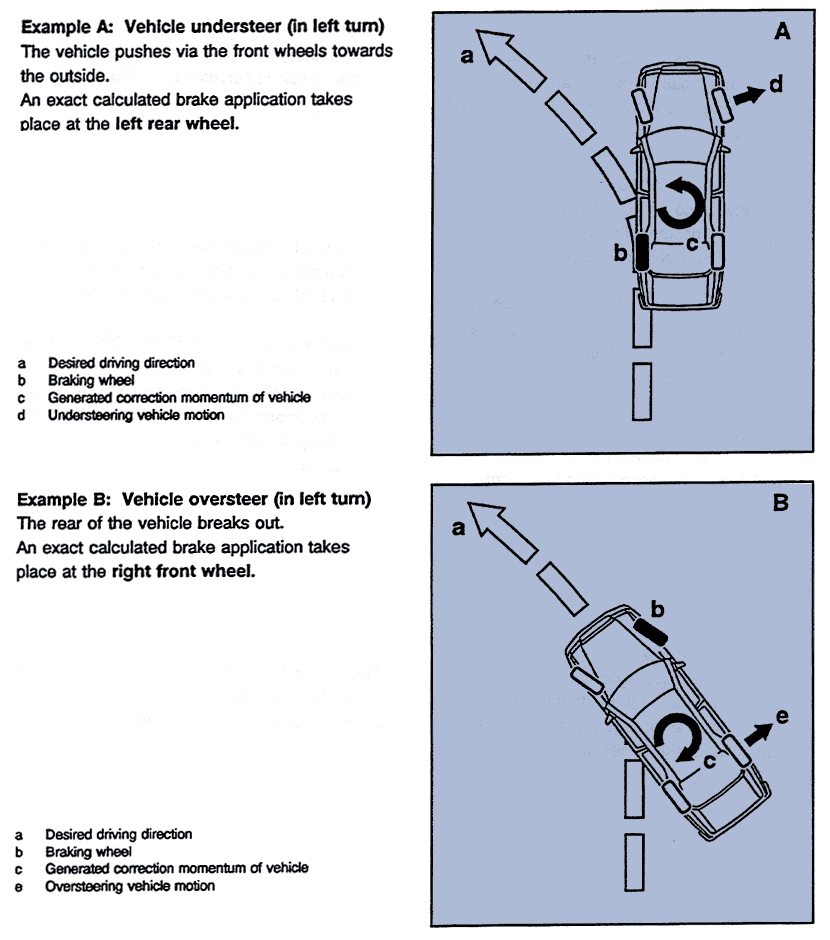 Example A: Vehicle understeer (in left turn)
The vehicle pushes via the front wheels towards
the outside.
An exact calculated brake application takes
place at the left rear wheel.
a Desired driving direction
b Braking wheel
c Generated correction momentum of vehicle
d Understeering vehicle motion
A
a
d
b
c
Example B: Vehicle oversteer (in left turn)
The rear of the vehicle breaks out.
An exact calculated brake application takes
place at the right front wheel.
a Desired driving direction
b Braking wheel
c Generated correction momentum of vehicle
e Oversteering vehicle motion
B
a
b
e
c